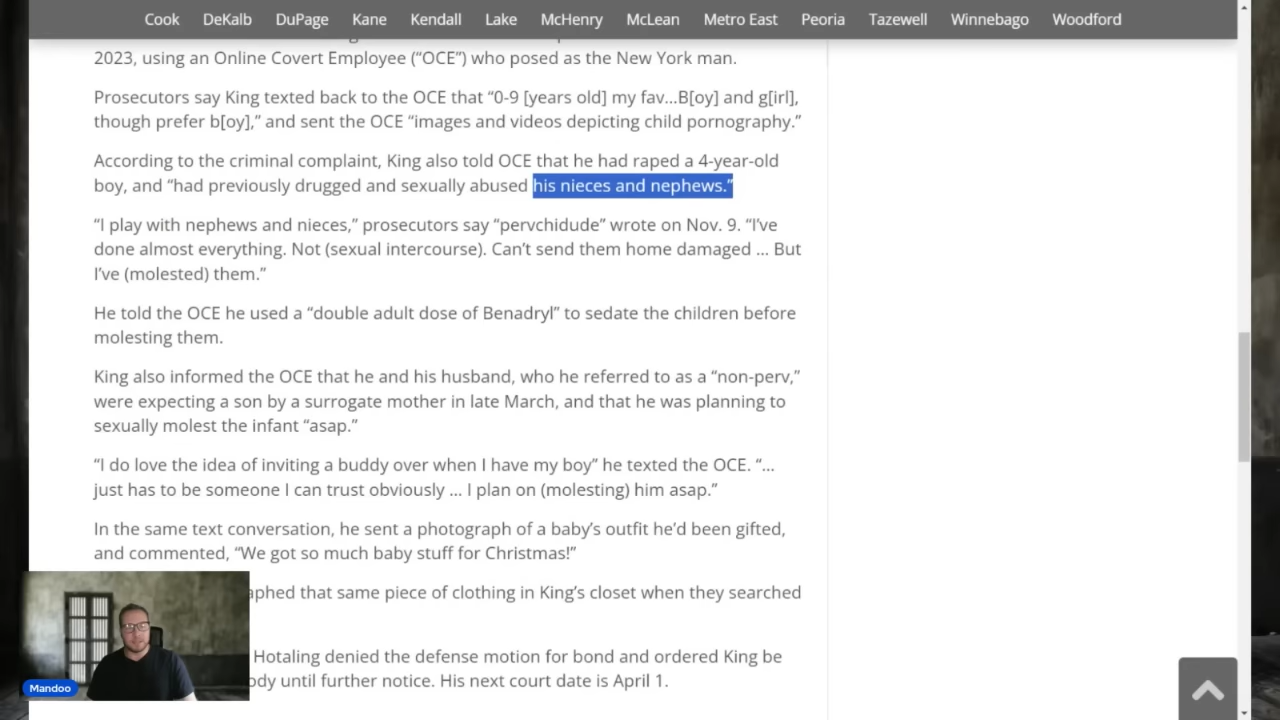 Cook DeKalb DuPage Kane Kendall Lake McHenry McLean Metro East Peoria Tazewell Winnebago Woodford
2023, using an Online Covert Employee (“OCE”) who posed as the New York man.
Prosecutors say King texted back to the OCE that “0-9 [years old] my fav…B[oy] and g[irl],
though prefer b[oy],” and sent the OCE “images and videos depicting child pornography.”
According to the criminal complaint, King also told OCE that he had raped a 4-year-old
boy, and “had previously drugged and sexually abused his nieces and nephews.”
“I play with nephews and nieces,” prosecutors say “pervchidude” wrote on Nov. 9. “I’ve
done almost everything. Not (sexual intercourse). Can’t send them home damaged … But
I’ve (molested) them.”
He told the OCE he used a “double adult dose of Benadryl” to sedate the children before
molesting them.
King also informed the OCE that he and his husband, who he referred to as a “non-perv,”
were expecting a son by a surrogate mother in late March, and that he was planning to
sexually molest the infant “asap.”
“I do love the idea of inviting a buddy over when I have my boy” he texted the OCE. “…
just has to be someone I can trust obviously … I plan on (molesting) him asap.”
In the same text conversation, he sent a photograph of a baby’s outfit he’d been gifted,
and commented, “We got so much baby stuff for Christmas!”
aphed that same piece of clothing in King’s closet when they searched
Hotaling denied the defense motion for bond and ordered King be
ody until further notice. His next court date is April 1.
Mandoo